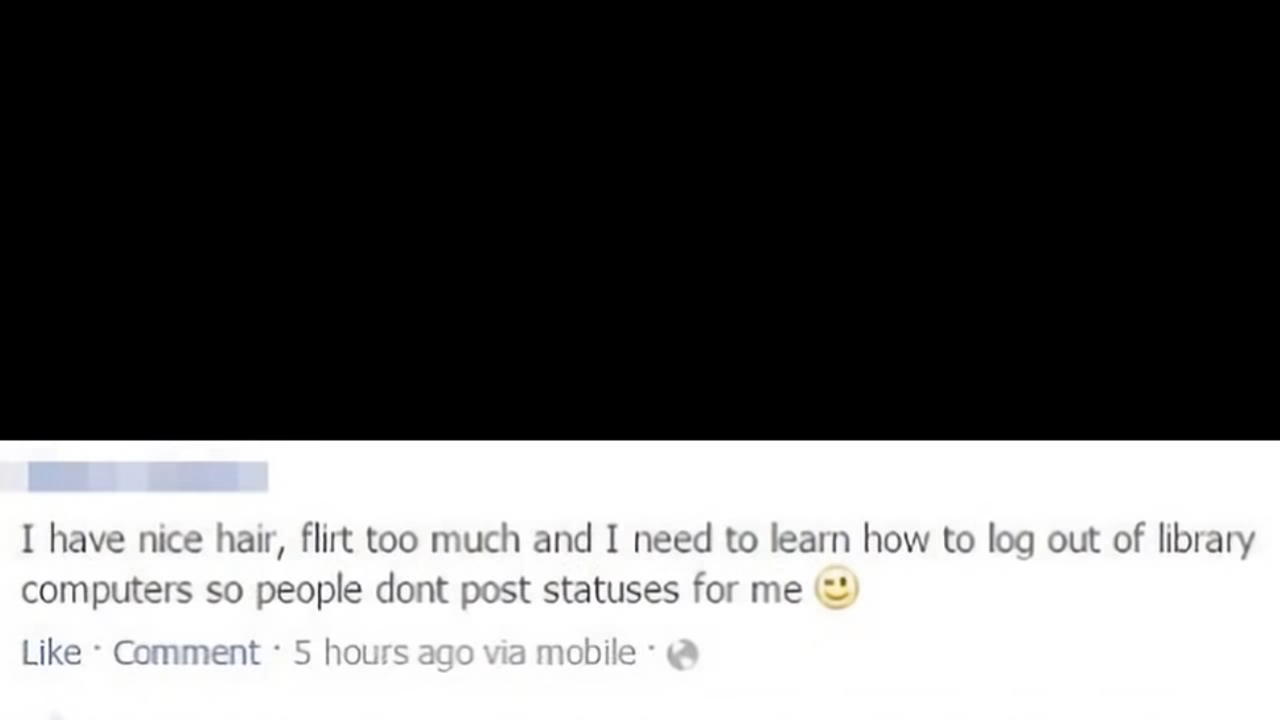 I have nice hair, flirt too much and I need to learn how to log out of library
computers so people dont post statuses for me
Like · Comment · 5 hours ago via mobile ·